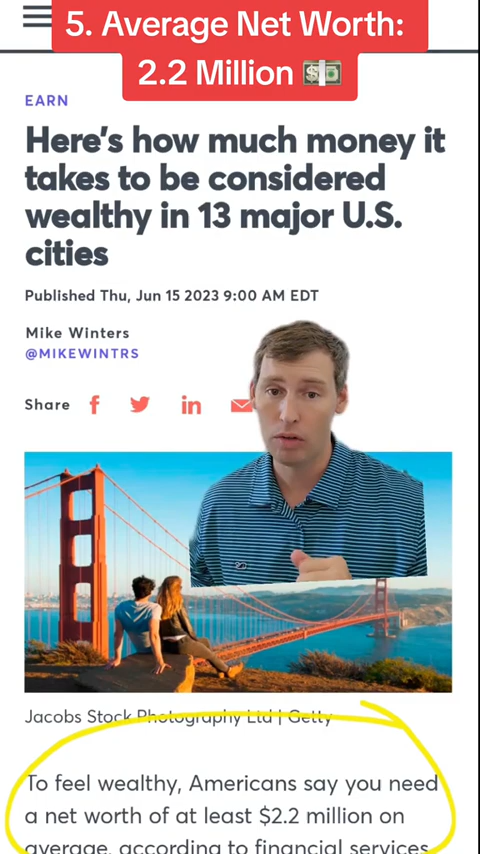 5. Average Net Worth:
2.2 Million
EARN
Here's how much money it
takes to be considered
wealthy in 13 major U.S.
cities
Published Thu, Jun 15 2023 9:00 AM EDT
Mike Winters
@MIKEWINTRS
Share
Jacobs Stock Photography Ltd | Getty
To feel wealthy, Americans say you need
a net worth of at least $2.2 million on
average, according to financial services